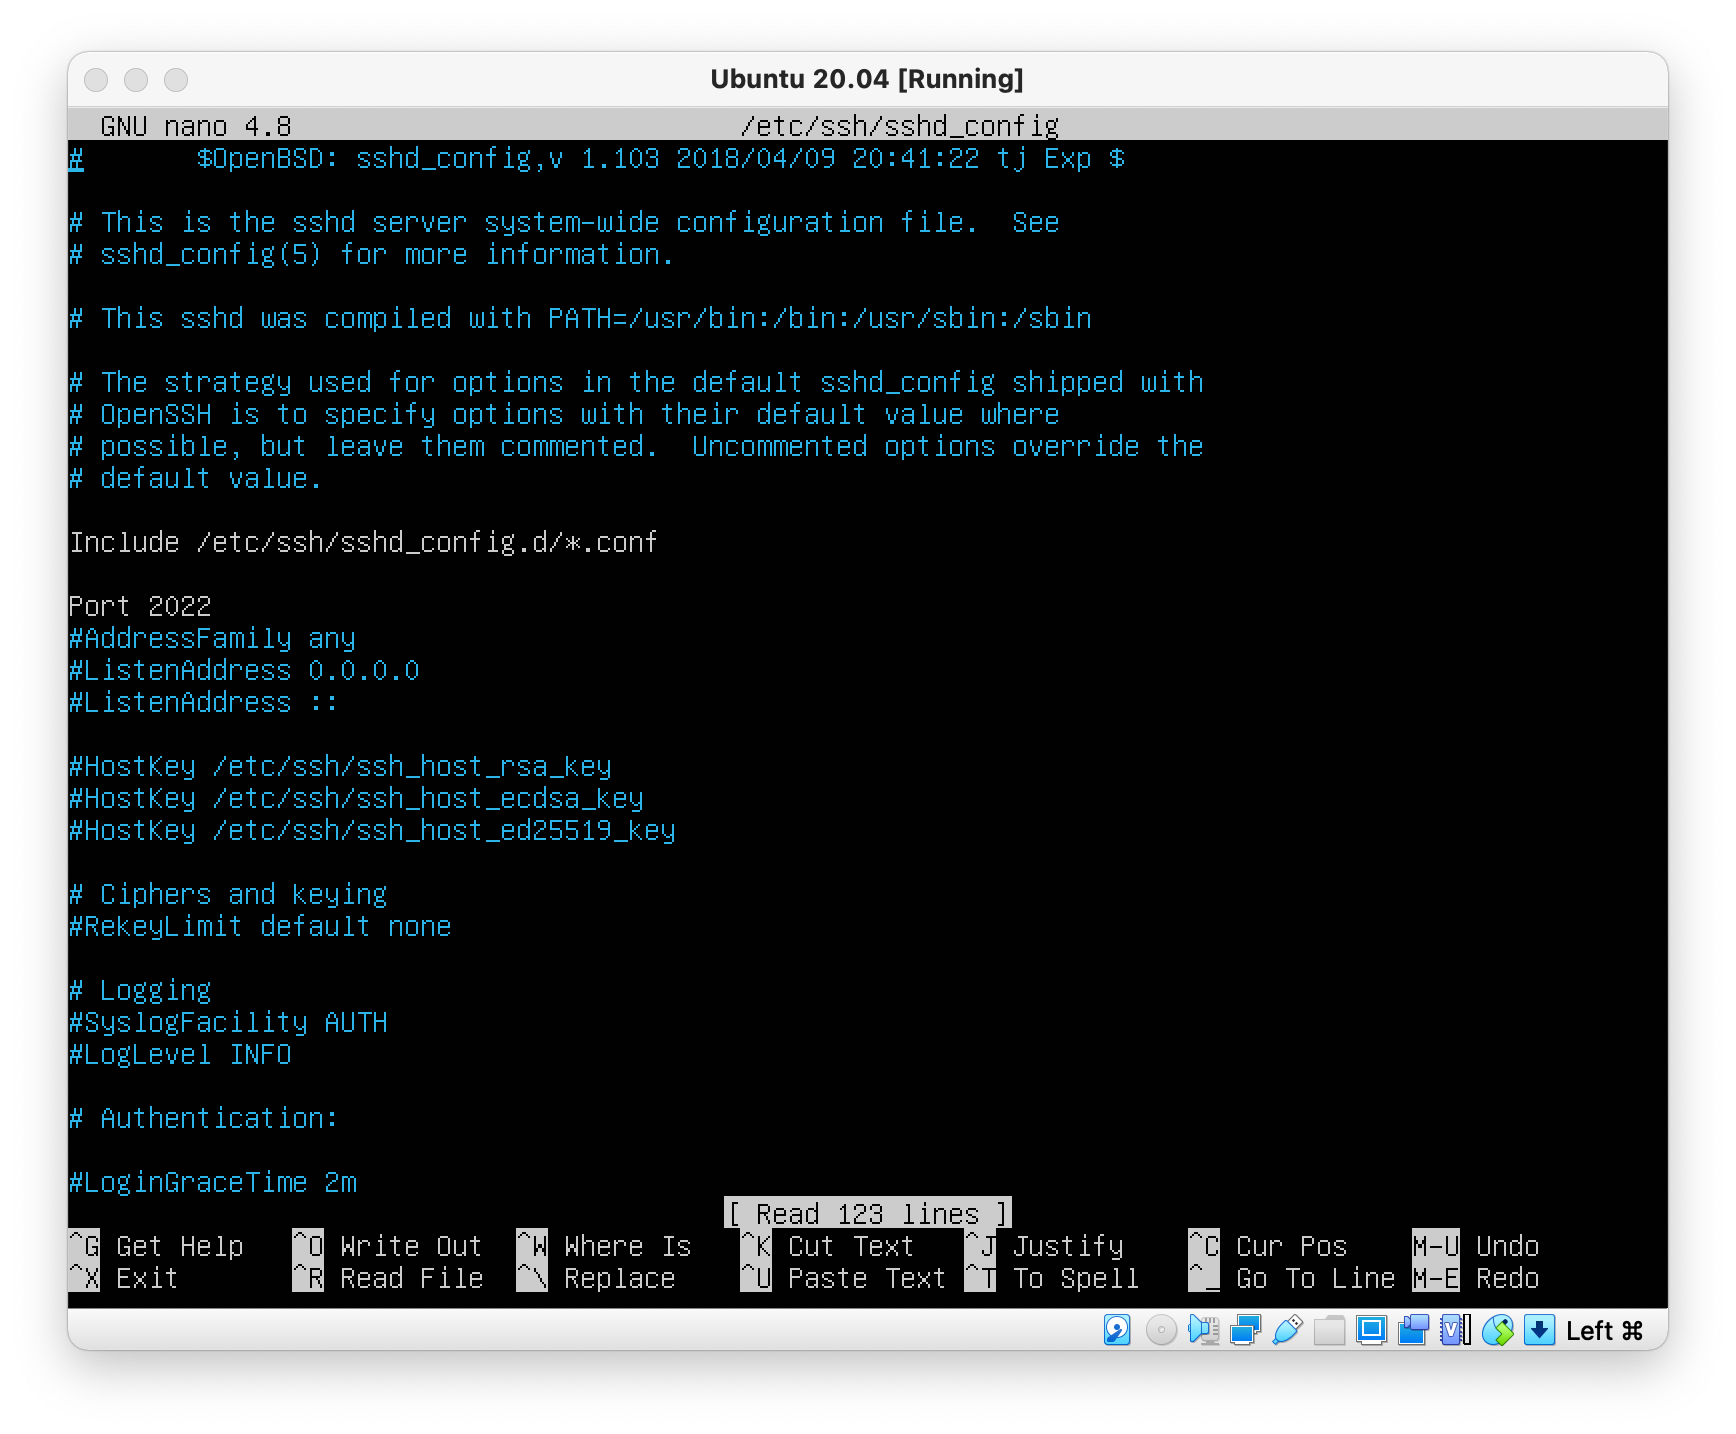 Ubuntu 20.04 [Running]
GNU nano 4.8 /etc/ssh/sshd_config
# $OpenBSD: sshd_config,v 1.103 2018/04/09 20:41:22 tj Exp $
# This is the sshd server system-wide configuration file.  See
# sshd_config(5) for more information.
# This sshd was compiled with PATH=/usr/bin:/bin:/usr/sbin:/sbin
# The strategy used for options in the default sshd_config shipped with
# OpenSSH is to specify options with their default value where
# possible, but leave them commented.  Uncommented options override the
# default value.
Include /etc/ssh/sshd_config.d/*.conf
Port 2022
#AddressFamily any
#ListenAddress 0.0.0.0
#ListenAddress ::
#HostKey /etc/ssh/ssh_host_rsa_key
#HostKey /etc/ssh/ssh_host_ecdsa_key
#HostKey /etc/ssh/ssh_host_ed25519_key
# Ciphers and keying
#RekeyLimit default none
# Logging
#SyslogFacility AUTH
#LogLevel INFO
# Authentication:
#LoginGraceTime 2m
[ Read 123 lines ]
^G Get Help ^O Write Out ^W Where Is ^K Cut Text ^J Justify ^C Cur Pos M-U Undo
^X Exit ^R Read File ^\ Replace ^U Paste Text ^T To Spell ^_ Go To Line M-E Redo
Left ⌘